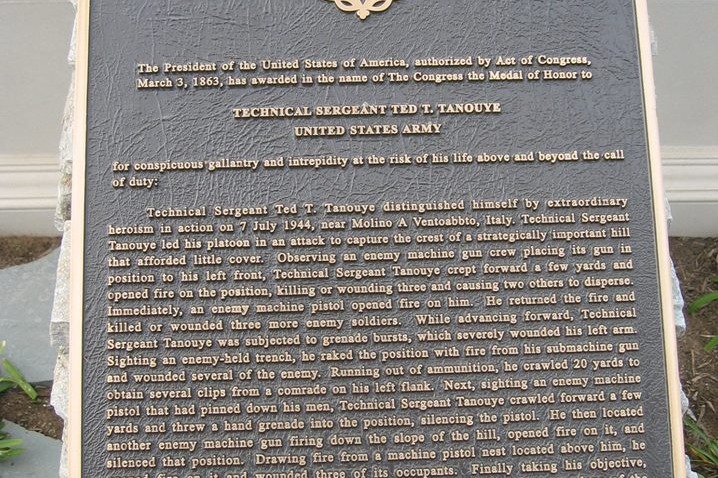 The President of the United States of America, authorized by Act of Congress,
March 3, 1863, has awarded in the name of The Congress the Medal of Honor to
TECHNICAL SERGEANT TED T. TANOUYE
UNITED STATES ARMY
for conspicuous gallantry and intrepidity at the risk of his life above and beyond the call
of duty:
Technical Sergeant Ted T. Tanouye distinguished himself by extraordinary
heroism in action on 7 July 1944, near Molino A Ventoabbto, Italy. Technical Sergeant
Tanouye led his platoon in an attack to capture the crest of a strategically important hill
that afforded little cover. Observing an enemy machine gun crew placing its gun in
position to his left front, Technical Sergeant Tanouye crept forward a few yards and
opened fire on the position, killing or wounding three and causing two others to disperse.
Immediately, an enemy machine pistol opened fire on him. He returned the fire and
killed or wounded three more enemy soldiers. While advancing forward, Technical
Sergeant Tanouye was subjected to grenade bursts, which severely wounded his left arm.
Sighting an enemy-held trench, he raked the position with fire from his submachine gun
and wounded several of the enemy. Running out of ammunition, he crawled 20 yards to
obtain several clips from a comrade on his left flank. Next, sighting an enemy machine
pistol that had pinned down his men, Technical Sergeant Tanouye crawled forward a few
yards and threw a hand grenade into the position, silencing the pistol. He then located
another enemy machine gun firing down the slope of the hill, opened fire on it, and
silenced that position. Drawing fire from a machine pistol nest located above him, he
fire on it and wounded three of its occupants. Finally taking his objective,
of the